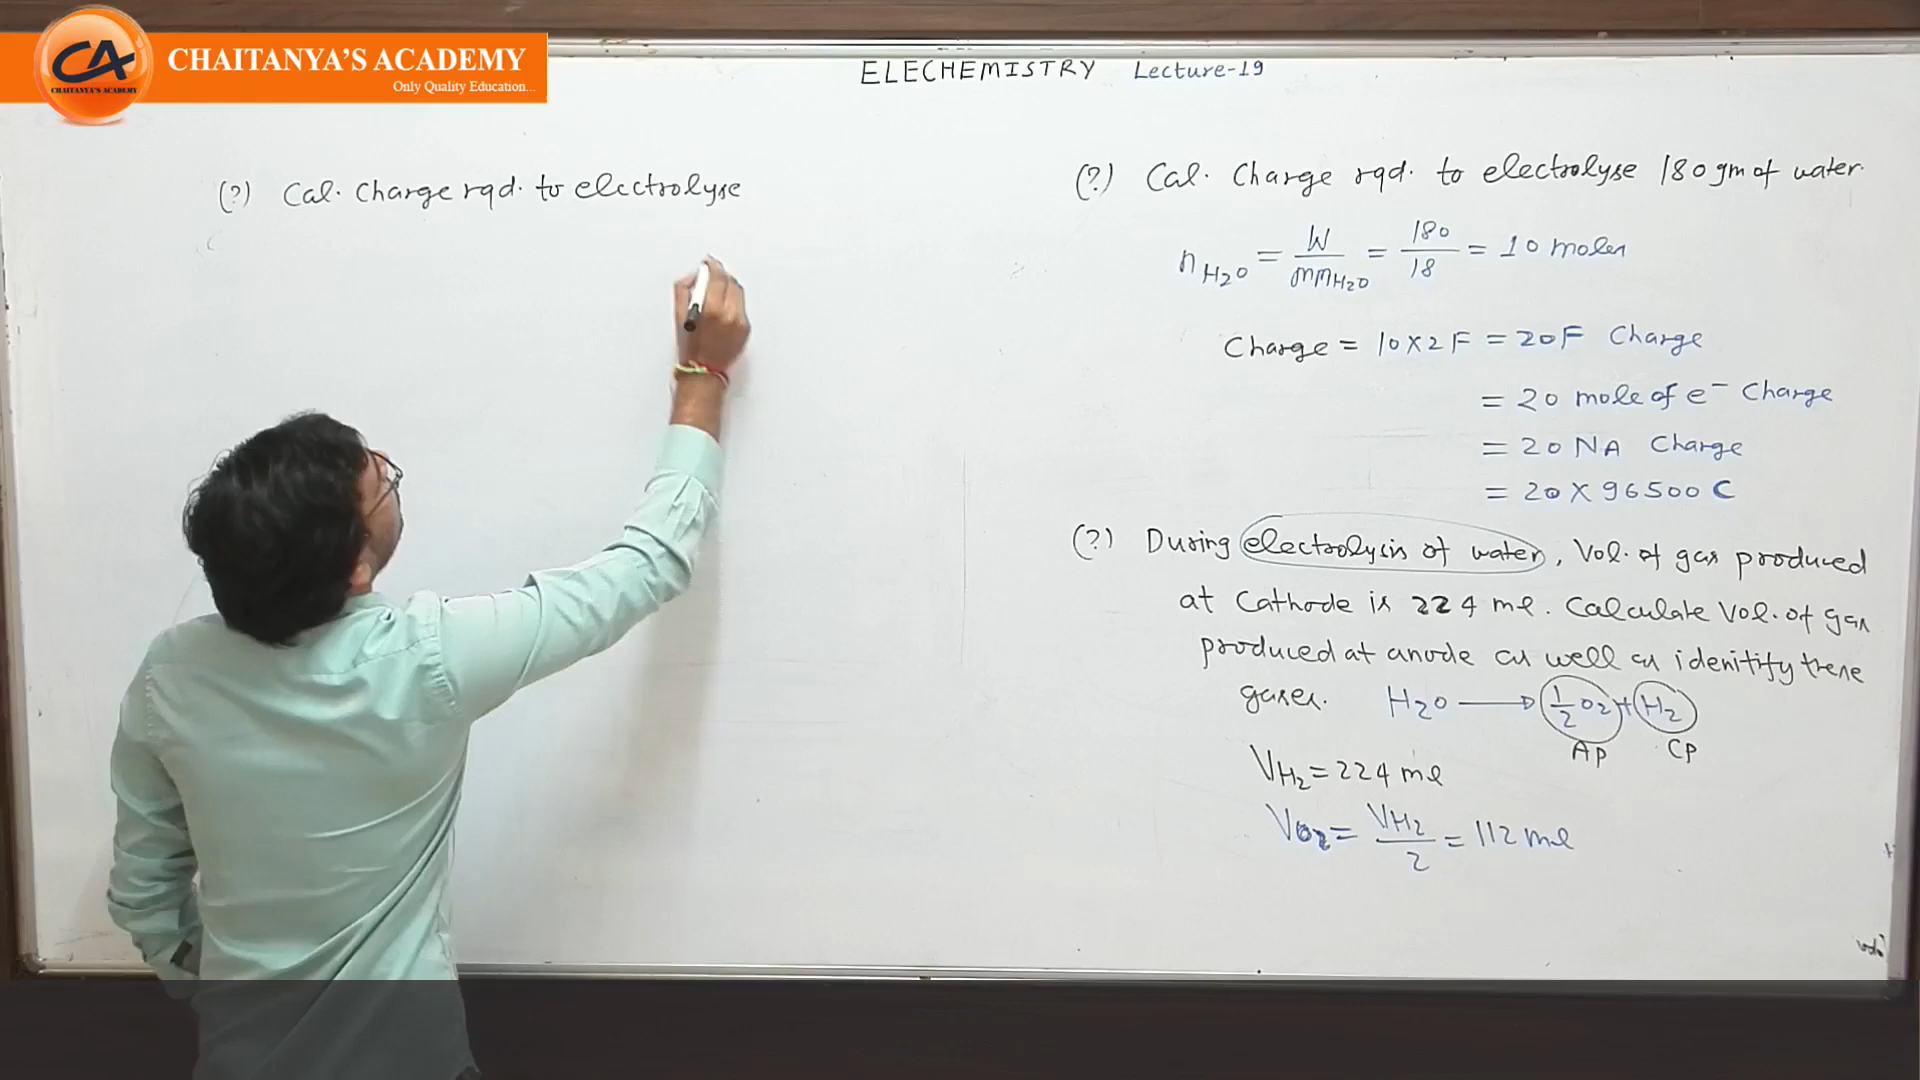 CA
CHAITANYA'S ACADEMY
CHAITANYA'S ACADEMY
Only Quality Education...
ELECHEMISTRY Lecture-19
(?) Cal. Charge rqd. to electrolyse
(?) Cal. Charge rqd. to electrolyse 180 gm of water.
nH₂O = W/mmH₂O = 180/18 = 10 moles
Charge = 10 × 2 F = 20F Charge
= 20 mole of e⁻ Charge
= 20 NA Charge
= 20 × 96500 C
(?) During electrolysis of water, Vol. of gas produced
at Cathode is 224 ml. Calculate Vol. of gas
produced at anode as well as idenitify these
gases. H₂O → 1/2 O₂ + H₂
AP CP
VH₂ = 224 ml
VO₂ = VH₂/2 = 112 ml